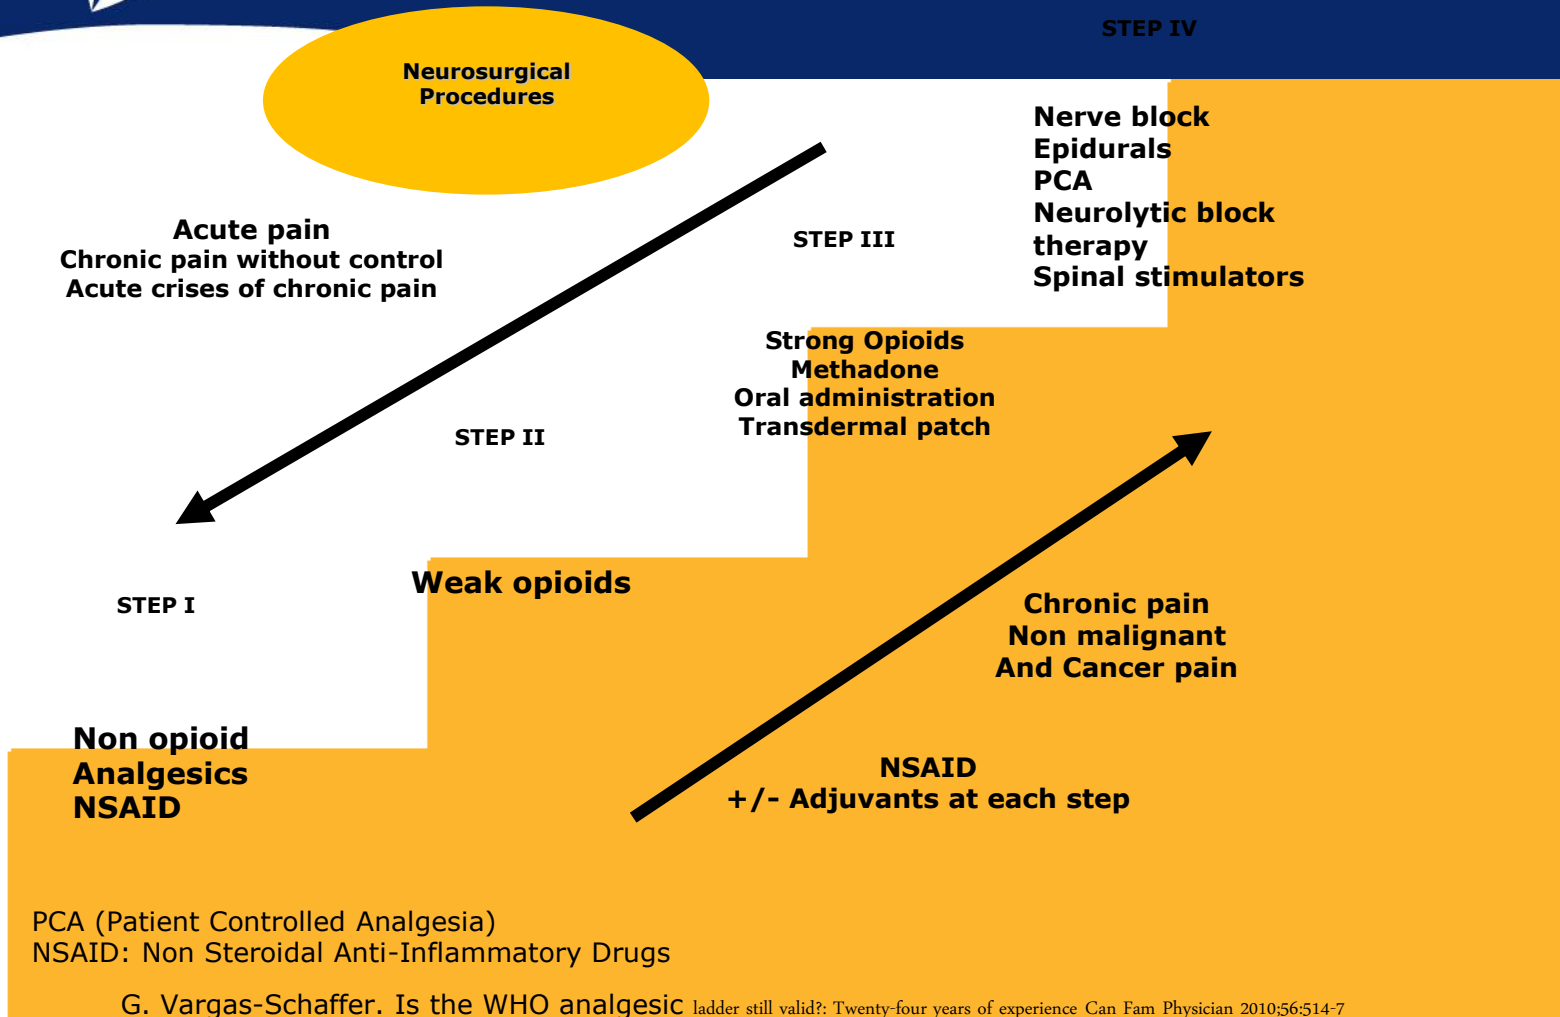 STEP IV
Neurosurgical
Procedures
Nerve block
Epidurals
PCA
Neurolytic block
therapy
Spinal stimulators
Acute pain
Chronic pain without control
Acute crises of chronic pain
STEP III
Strong Opioids
Methadone
Oral administration
Transdermal patch
STEP II
Weak opioids
STEP I
Chronic pain
Non malignant
And Cancer pain
Non opioid
Analgesics
NSAID
NSAID
+/- Adjuvants at each step
PCA (Patient Controlled Analgesia)
NSAID: Non Steroidal Anti-Inflammatory Drugs
G. Vargas-Schaffer. Is the WHO analgesic ladder still valid?: Twenty-four years of experience Can Fam Physician 2010;56:514-7